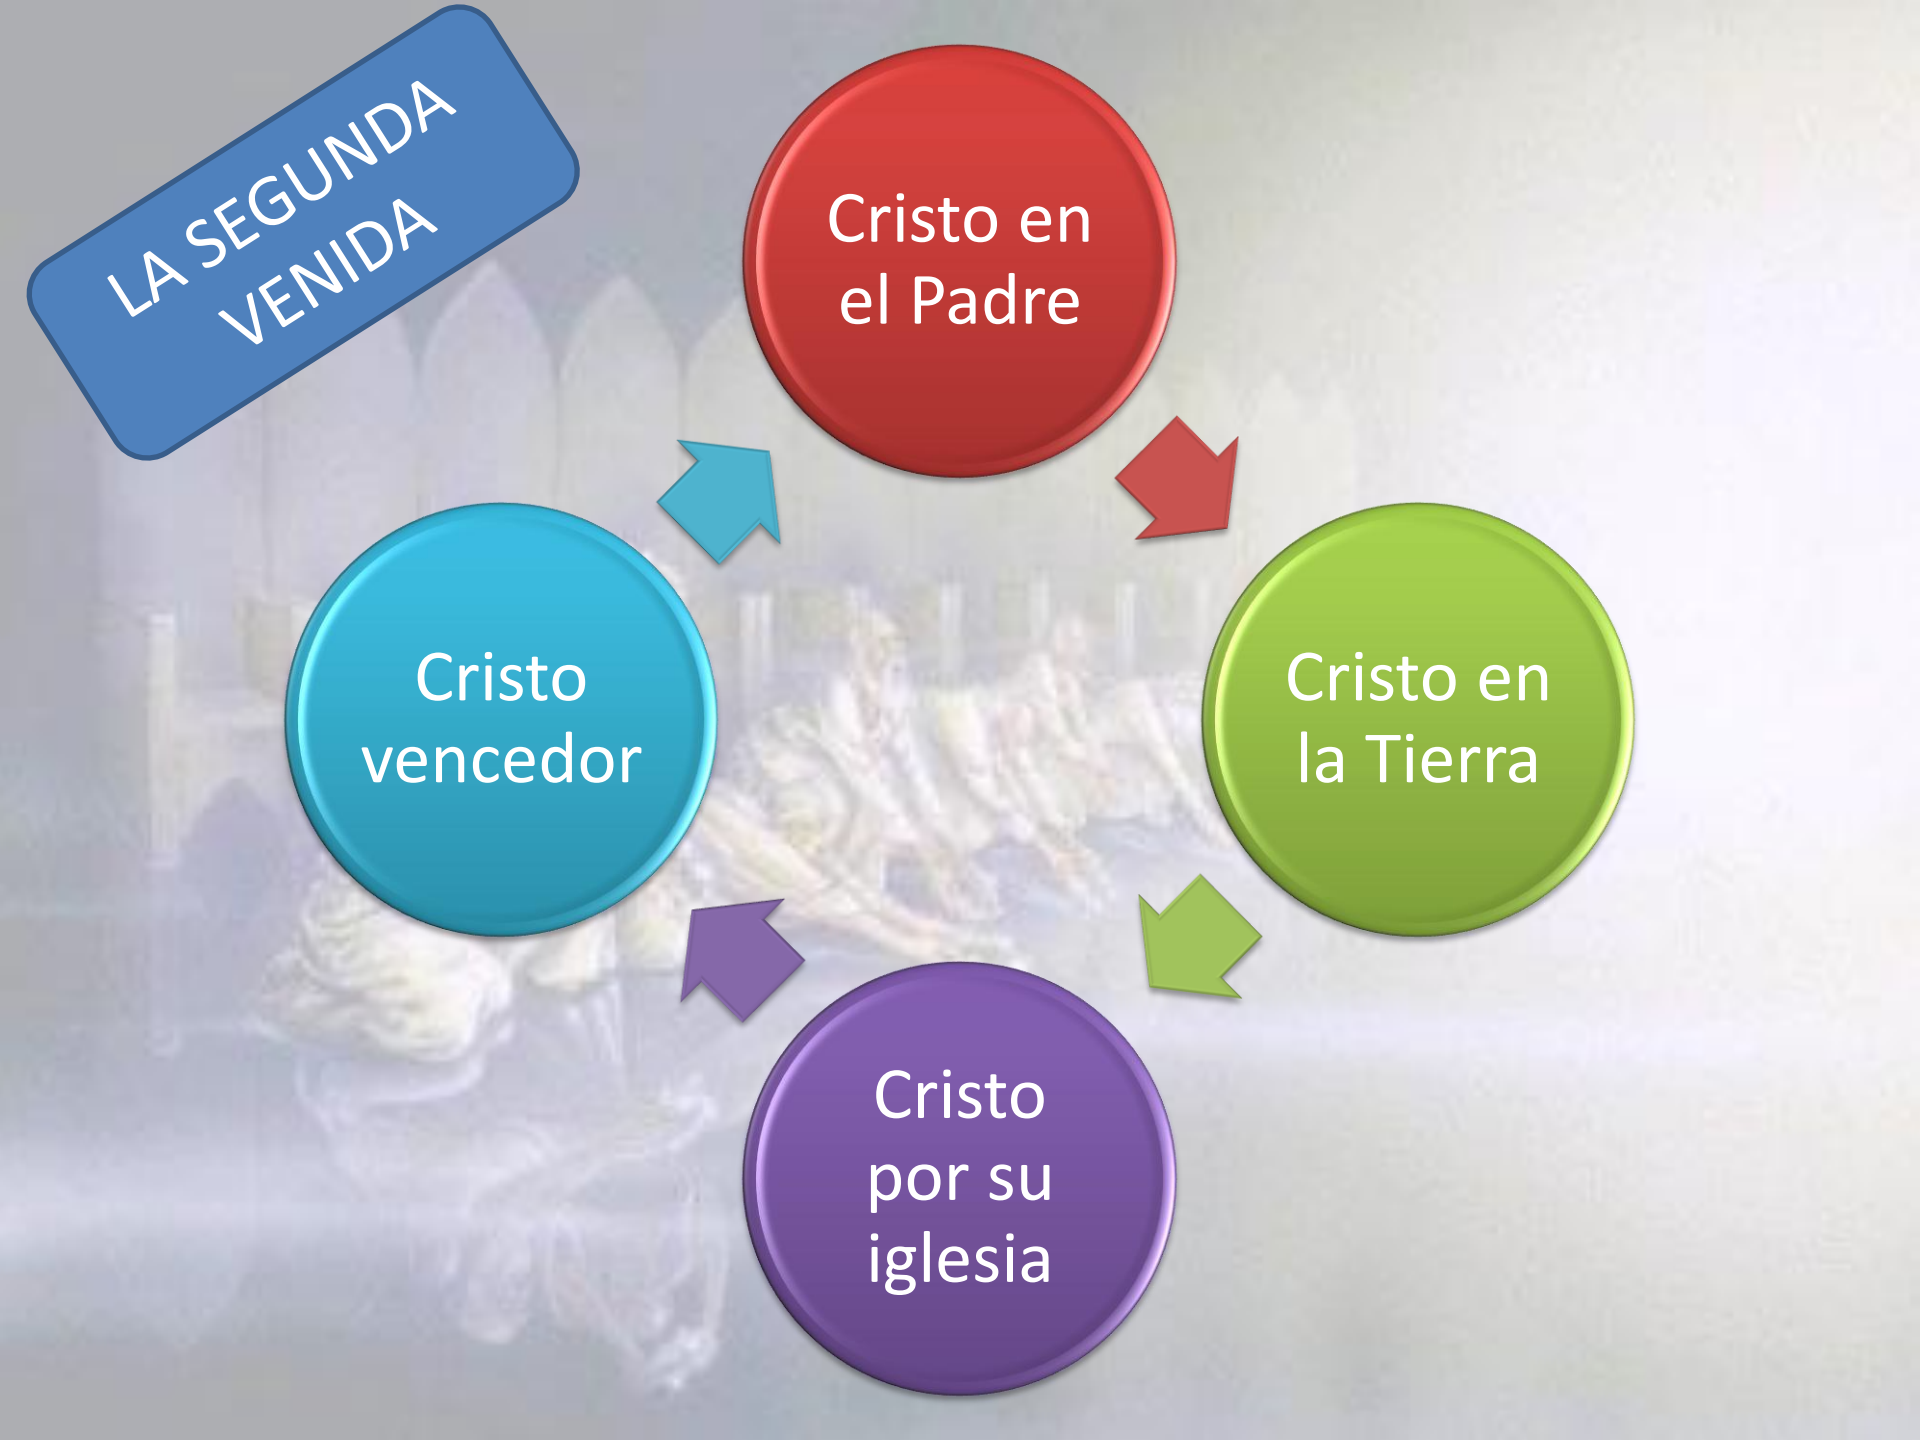 LA SEGUNDA
VENIDA
Cristo en
el Padre
Cristo en
la Tierra
Cristo
por su
iglesia
Cristo
vencedor